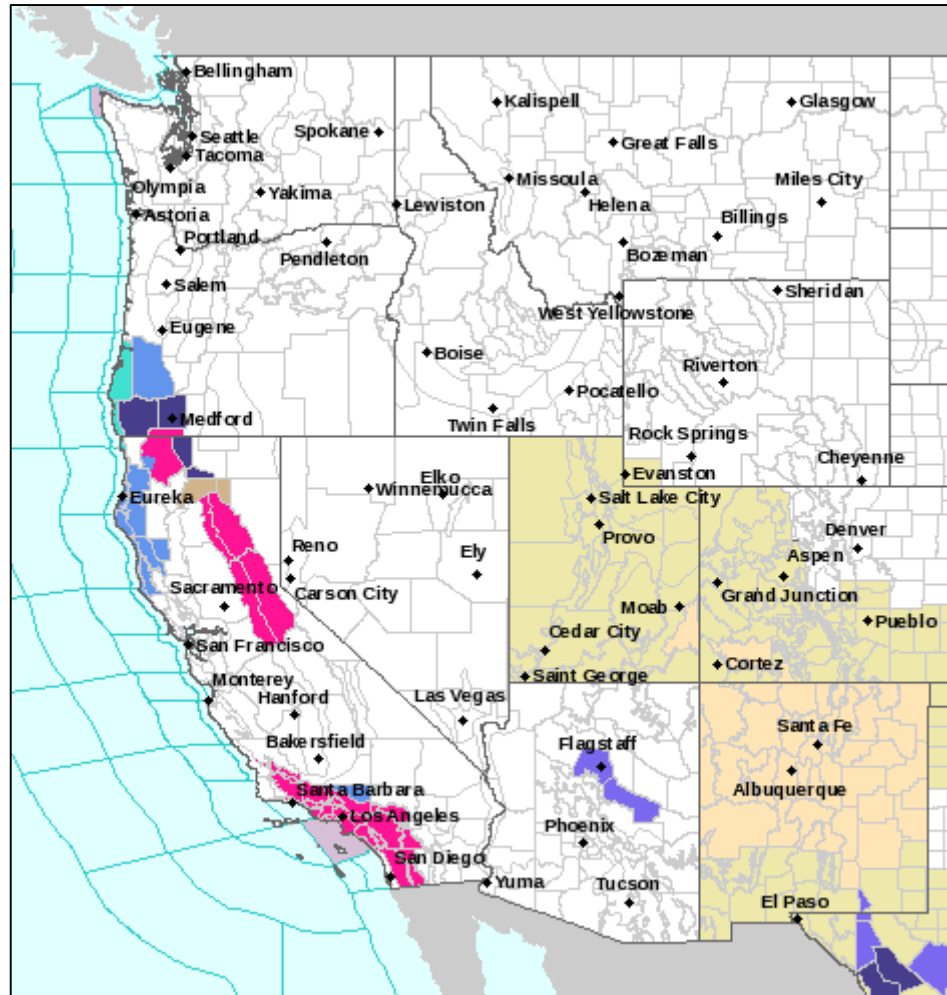 Bellingham
Kalispell
Glasgow
Seattle
Spokane
Great Falls
Tacoma
Olympia
Yakima
Missoula
Miles City
Helena
Lewiston
Astoria
Billings
Portland
Pendleton
Bozeman
Salem
Sheridan
West Yellowstone
Eugene
Boise
Riverton
Pocatello
Medford
Twin Falls
Rock Springs
Cheyenne
Elko
Evanston
Eureka
Winnemucca
Salt Lake City
Provo
Denver
Reno
Ely
Aspen
Sacramento
Carson City
Grand Junction
Moab
Pueblo
San Francisco
Cedar City
Cortez
Saint George
Monterey
Hanford
Las Vegas
Santa Fe
Bakersfield
Flagstaff
Albuquerque
Santa Barbara
Los Angeles
Phoenix
San Diego
Yuma
Tucson
El Paso